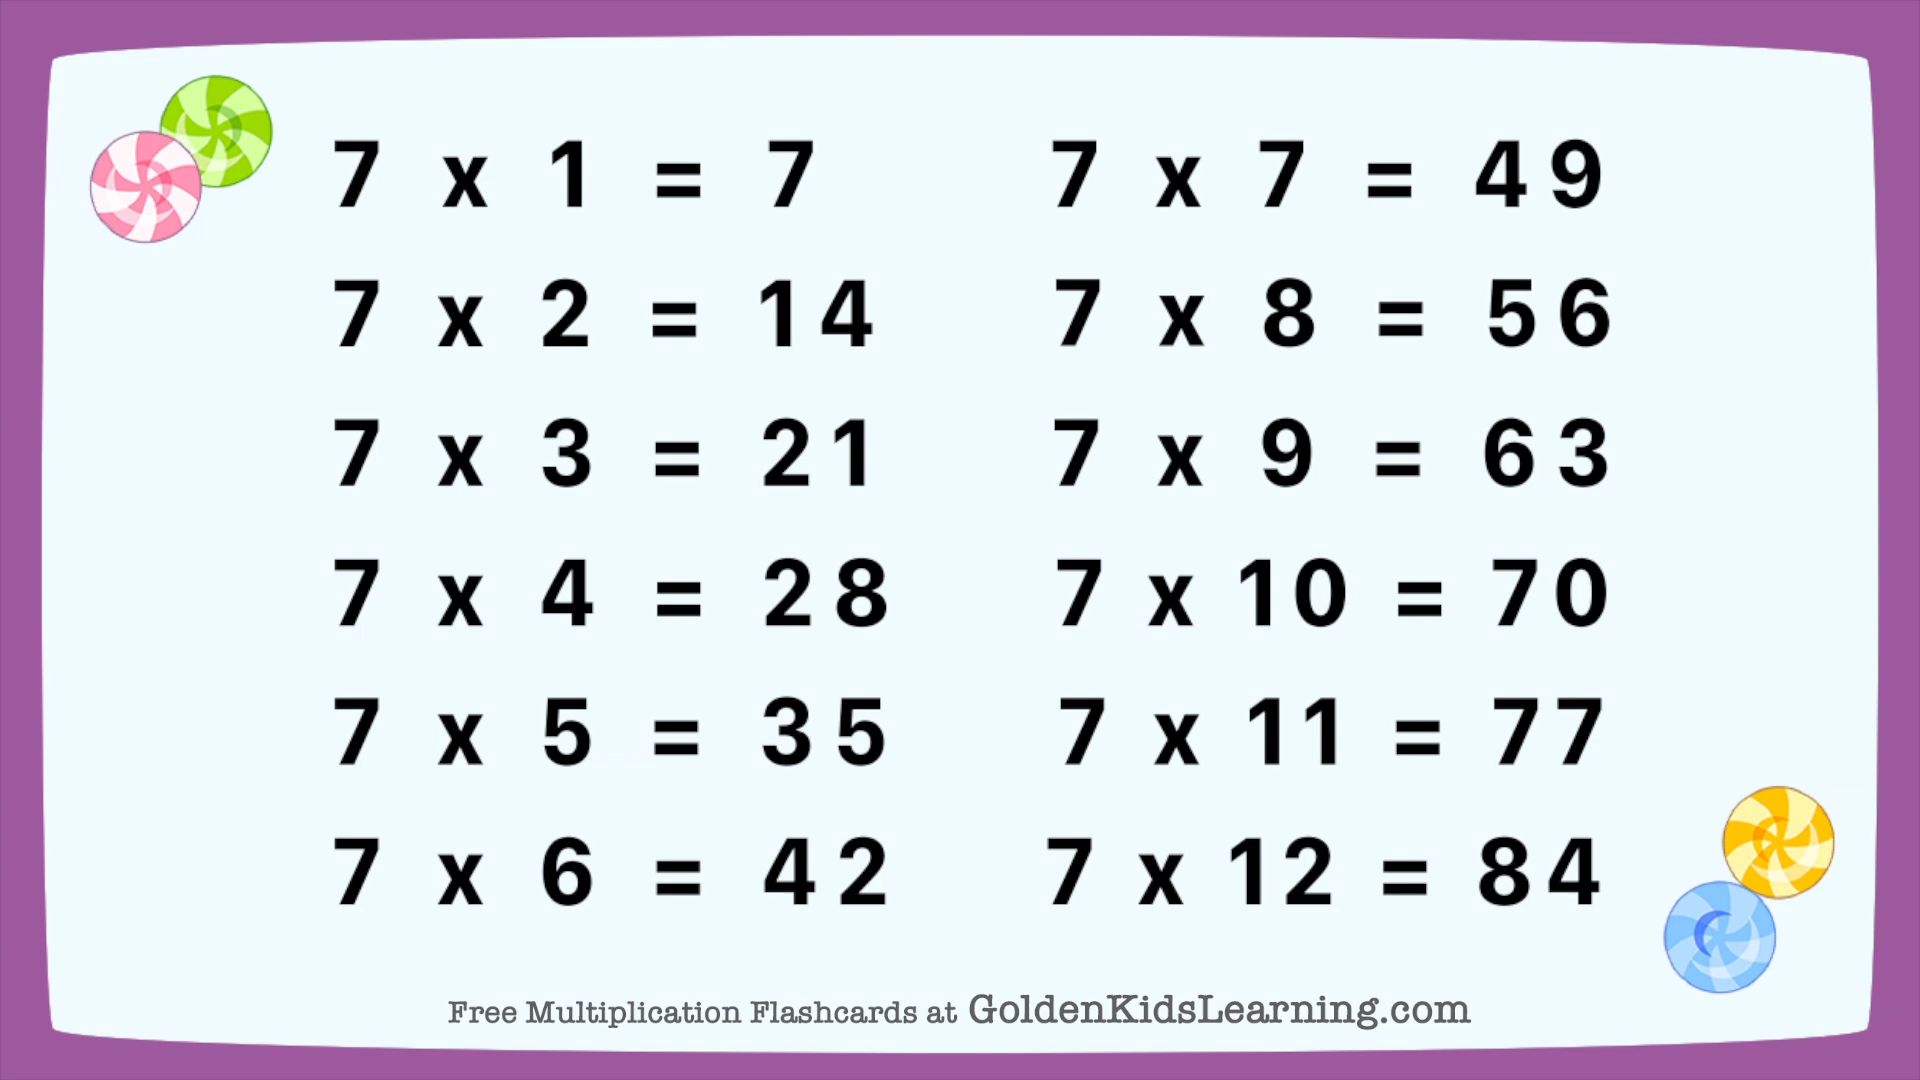 7 x 1 = 7
7 x 2 = 14
7 x 3 = 21
7 x 4 = 28
7 x 5 = 35
7 x 6 = 42
7 x 7 = 49
7 x 8 = 56
7 x 9 = 63
7 x 10 = 70
7 x 11 = 77
7 x 12 = 84
Free Multiplication Flashcards at GoldenKidsLearning.com